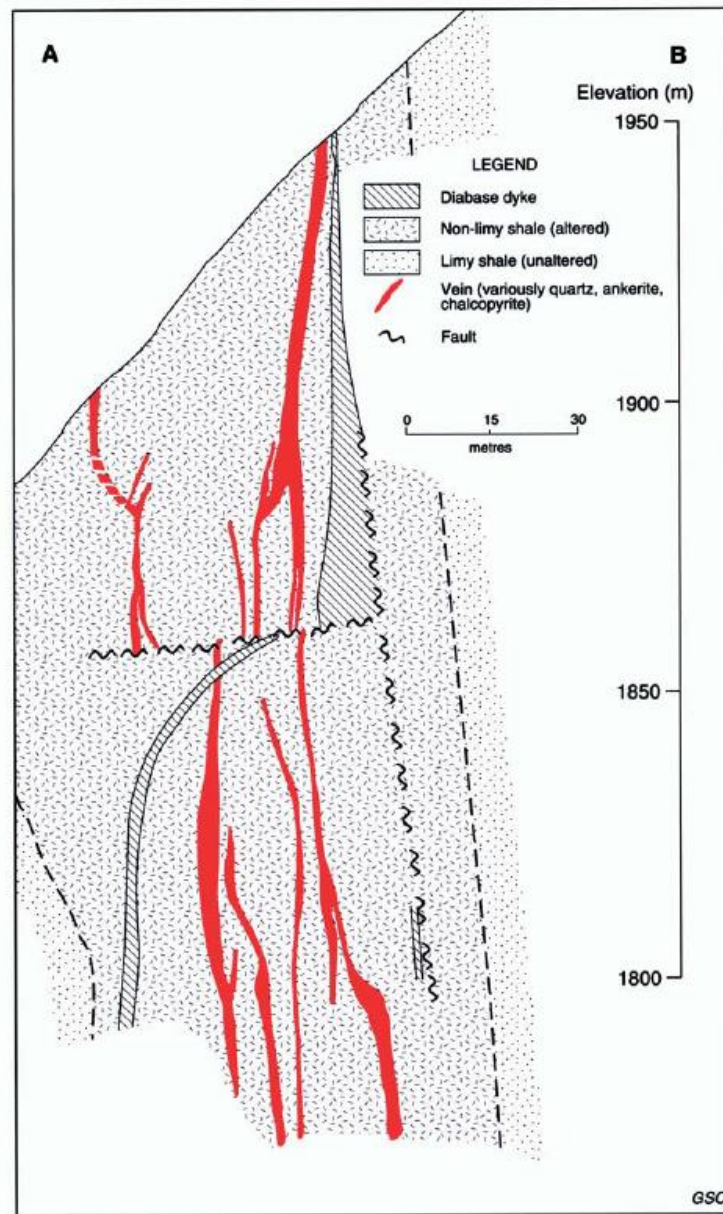 A
B
Elevation (m)
1950
LEGEND
Diabase dyke
Non-limy shale (altered)
Limy shale (unaltered)
Vein (variously quartz, ankerite,
chalcopyrite)
Fault
1900
0 15 30
metres
1850
1800
GSC